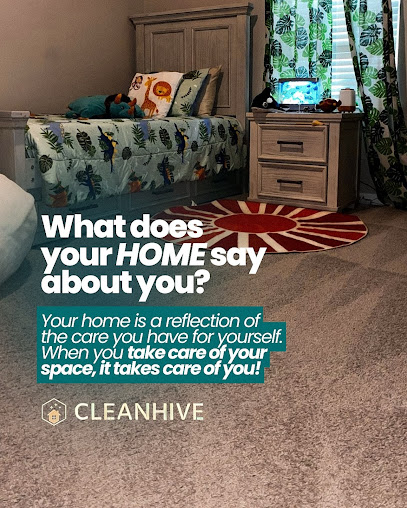 What does
your HOME say
about you?
Your home is a reflection of
the care you have for yourself.
When you take care of your
space, it takes care of you!
CLEANHIVE